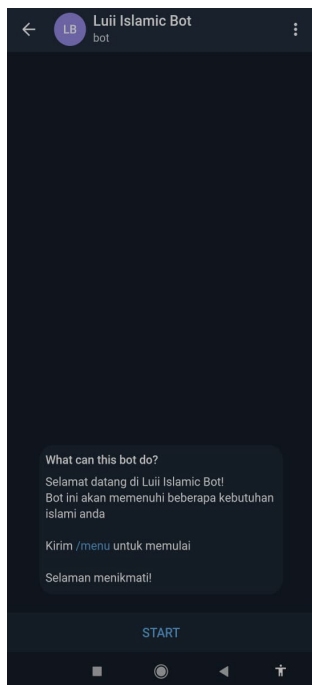 LB
Luii Islamic Bot
bot
What can this bot do?
Selamat datang di Luii Islamic Bot!
Bot ini akan memenuhi beberapa kebutuhan
islami anda
Kirim /menu untuk memulai
Selaman menikmati!
START